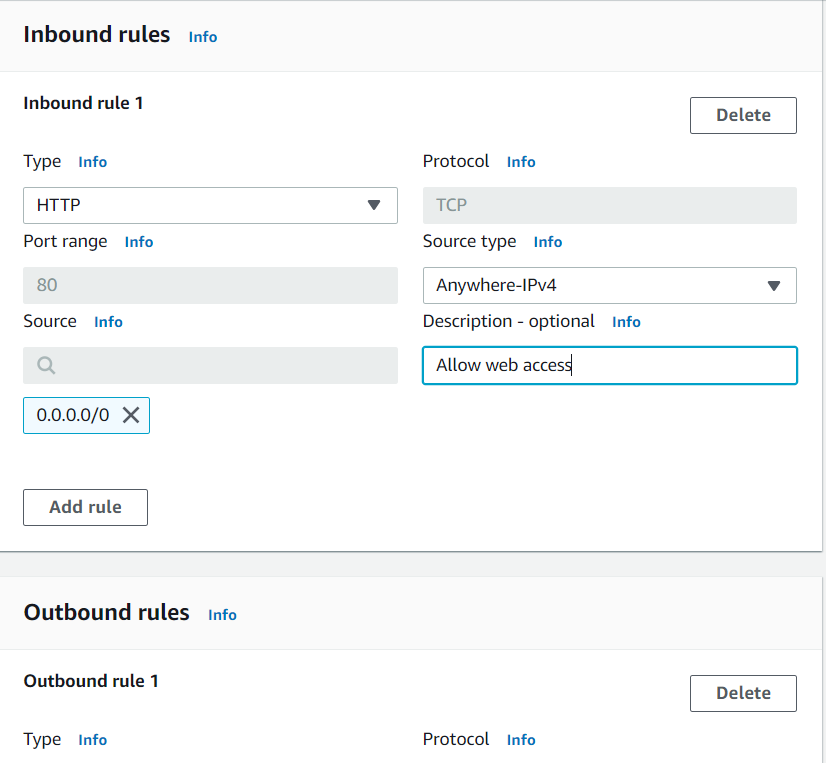 Inbound rules Info
Inbound rule 1
Delete
Type Info
Protocol Info
HTTP
TCP
Port range Info
Source type Info
80
Anywhere-IPv4
Source Info
Description - optional Info
Allow web access
0.0.0.0/0
Add rule
Outbound rules Info
Outbound rule 1
Delete
Type Info
Protocol Info